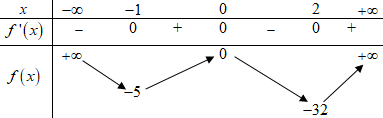 x −∞ −1 0 2 +∞
f'(x) − 0 + 0 − 0 +
f(x) +∞ −5 0 −32 +∞